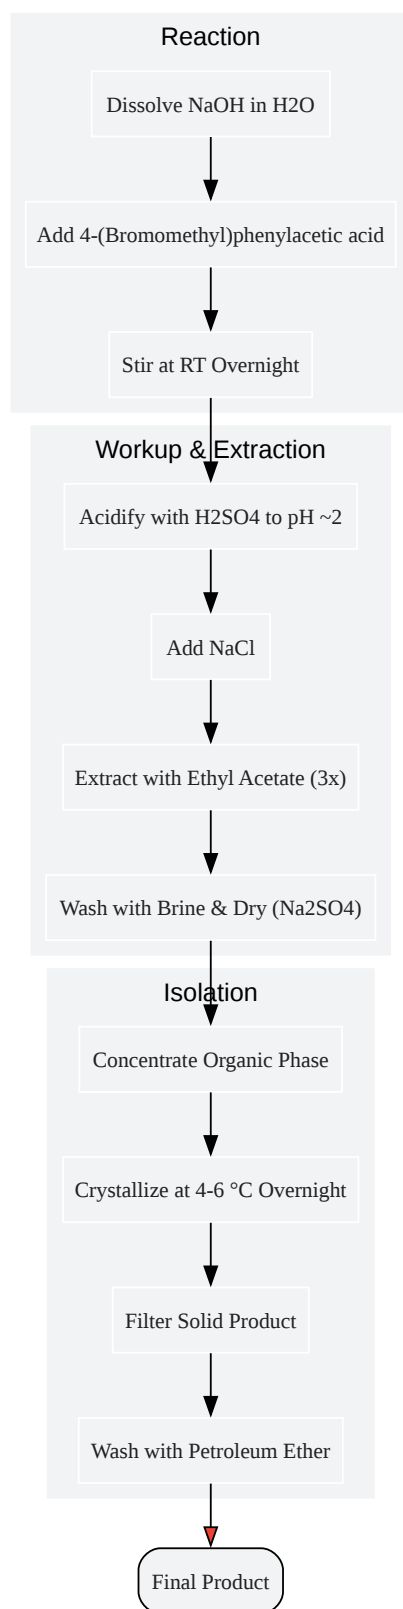 Reaction
Dissolve NaOH in H2O
Add 4-(Bromomethyl)phenylacetic acid
Stir at RT Overnight
Workup & Extraction
Acidify with H2SO4 to pH ~2
Add NaCl
Extract with Ethyl Acetate (3x)
Wash with Brine & Dry (Na2SO4)
Isolation
Concentrate Organic Phase
Crystallize at 4-6 °C Overnight
Filter Solid Product
Wash with Petroleum Ether
Final Product